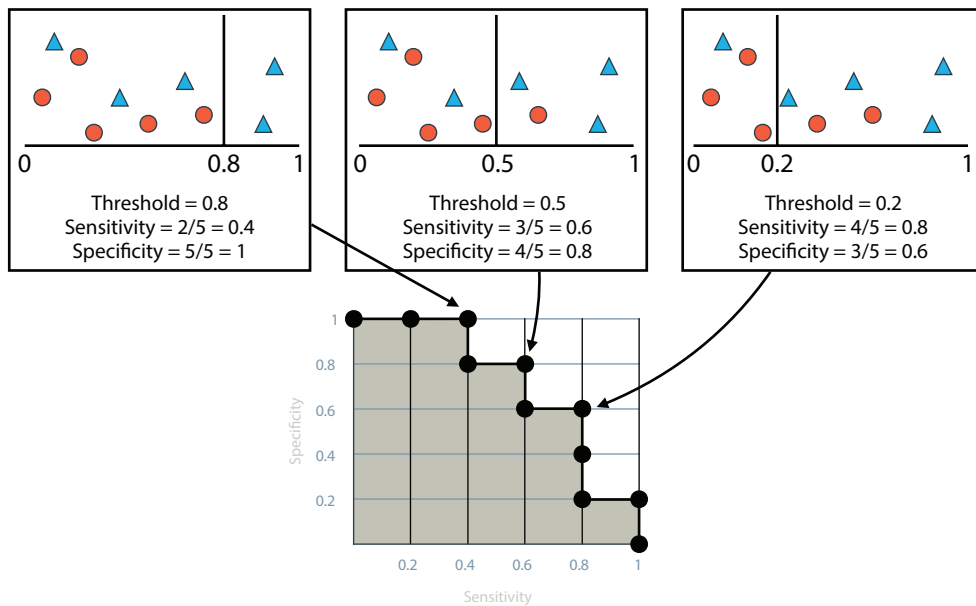 0 0.8 1
Threshold = 0.8
Sensitivity = 2/5 = 0.4
Specificity = 5/5 = 1
0 0.5 1
Threshold = 0.5
Sensitivity = 3/5 = 0.6
Specificity = 4/5 = 0.8
0 0.2 1
Threshold = 0.2
Sensitivity = 4/5 = 0.8
Specificity = 3/5 = 0.6
1
0.8
0.6
0.4
0.2
Specificity
0.2 0.4 0.6 0.8 1
Sensitivity